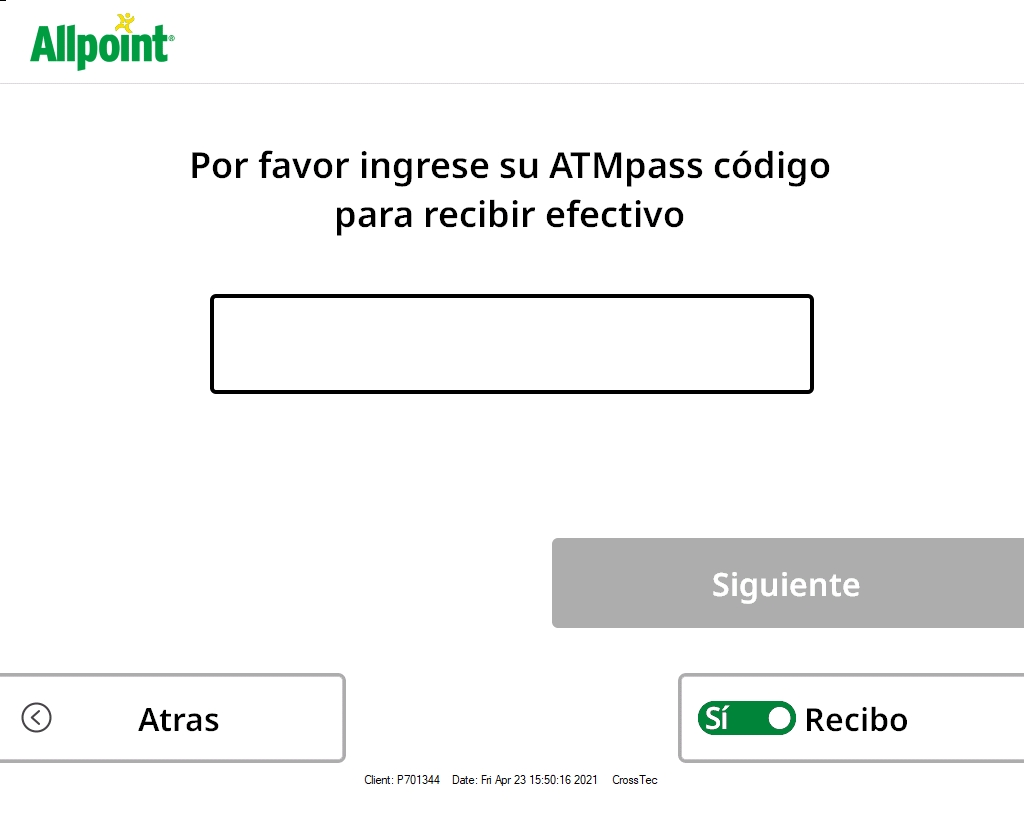 Allpoint®
Por favor ingrese su ATMpass código
para recibir efectivo
Siguiente
Atras
Sí Recibo
Client: P701344 Date: Fri Apr 23 15:50:16 2021 CrossTec